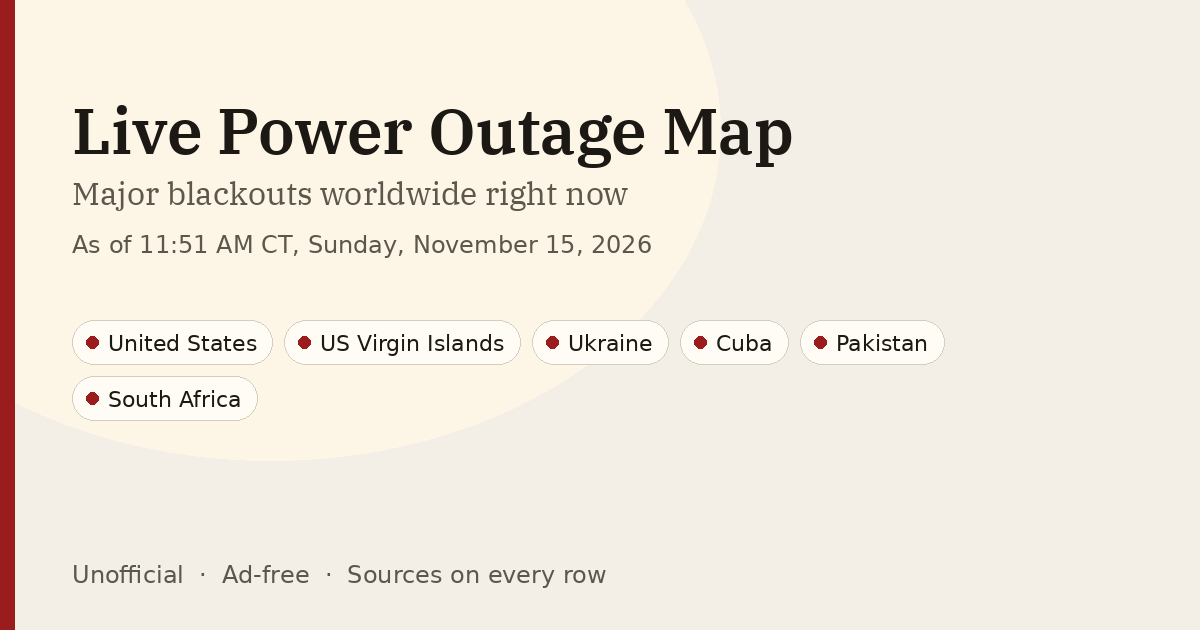 Live Power Outage Map
Major blackouts worldwide right now
As of 11:51 AM CT, Sunday, November 15, 2026
United States US Virgin Islands Ukraine Cuba Pakistan
South Africa
Unofficial · Ad-free · Sources on every row